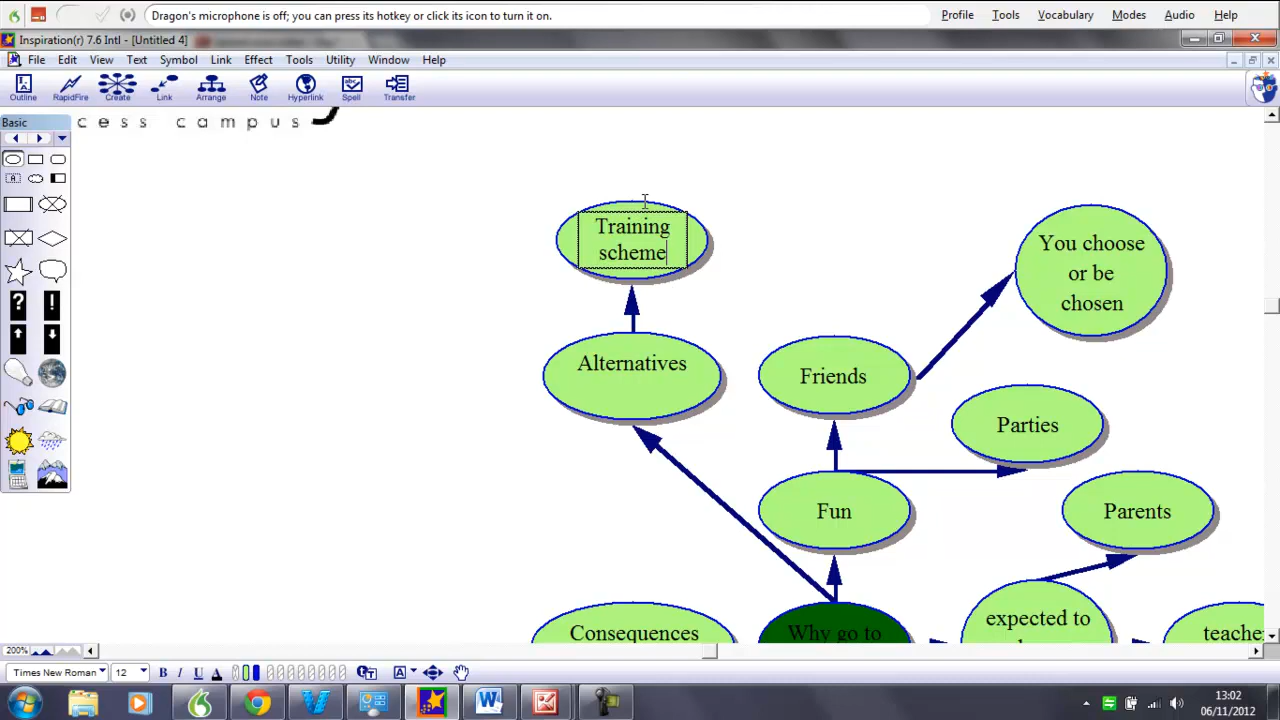 Dragon's microphone is off; you can press its hotkey or click its icon to turn it on.
Profile Tools Vocabulary Modes Audio Help
Inspiration(r) 7.6 Intl - [Untitled 4]
File Edit View Text Symbol Link Effect Tools Utility Window Help
Outline RapidFire Create Link Arrange Note Hyperlink Spell Transfer
Basic
cess campus
Training
scheme
You choose
or be
chosen
Alternatives
Friends
Parties
Fun
Parents
Consequences
Why go to
expected to
teache
200%
Times New Roman 12 B I U A A
13:02
06/11/2012